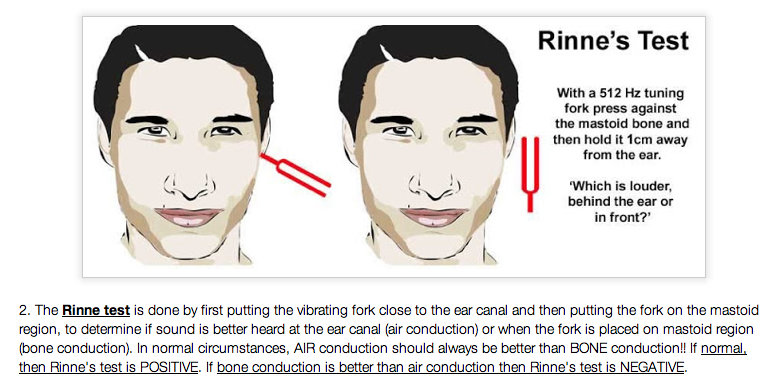 Rinne's Test
With a 512 Hz tuning
fork press against
the mastoid bone and
then hold it 1cm away
from the ear.
'Which is louder,
behind the ear or
in front?'
2. The Rinne test is done by first putting the vibrating fork close to the ear canal and then putting the fork on the mastoid
region, to determine if sound is better heard at the ear canal (air conduction) or when the fork is placed on mastoid region
(bone conduction). In normal circumstances, AIR conduction should always be better than BONE conduction!! If normal,
then Rinne's test is POSITIVE. If bone conduction is better than air conduction then Rinne's test is NEGATIVE.